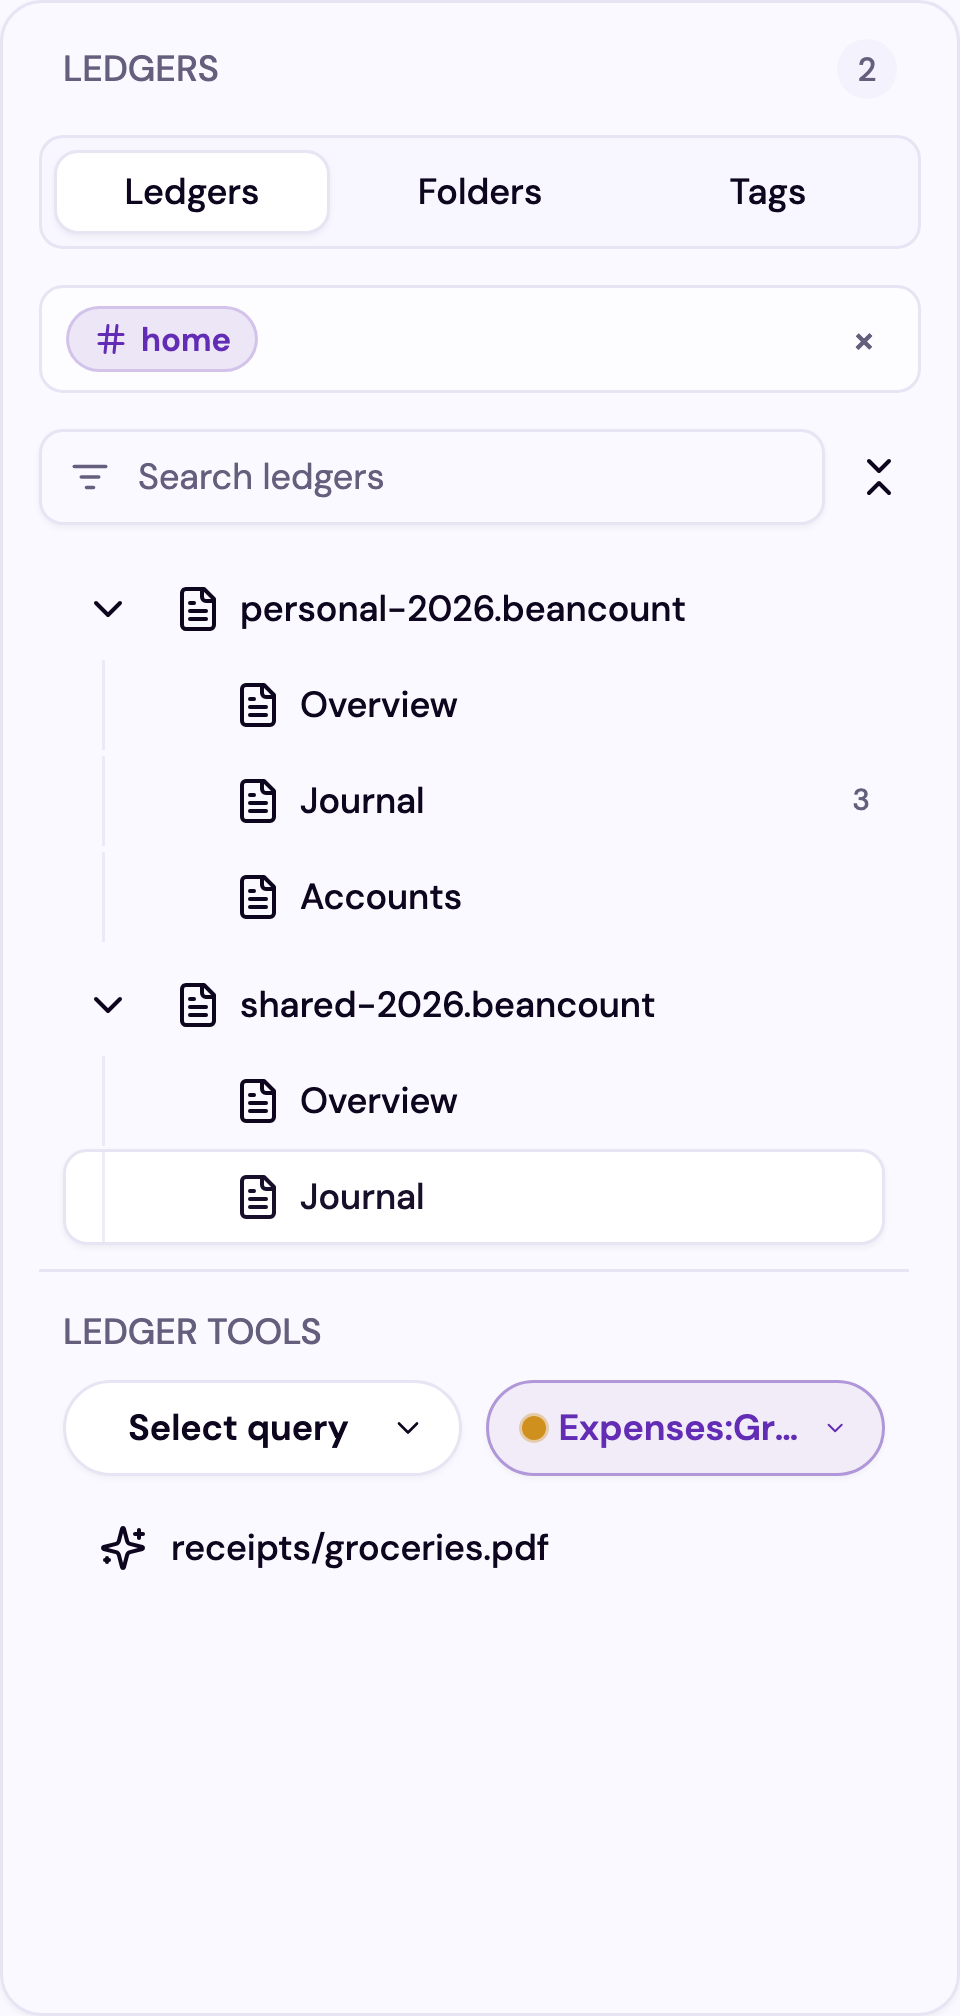 LEDGERS 2
Ledgers Folders Tags
# home ×
Search ledgers
personal-2026.beancount
Overview
Journal 3
Accounts
shared-2026.beancount
Overview
Journal
LEDGER TOOLS
Select query Expenses:Gr...
receipts/groceries.pdf